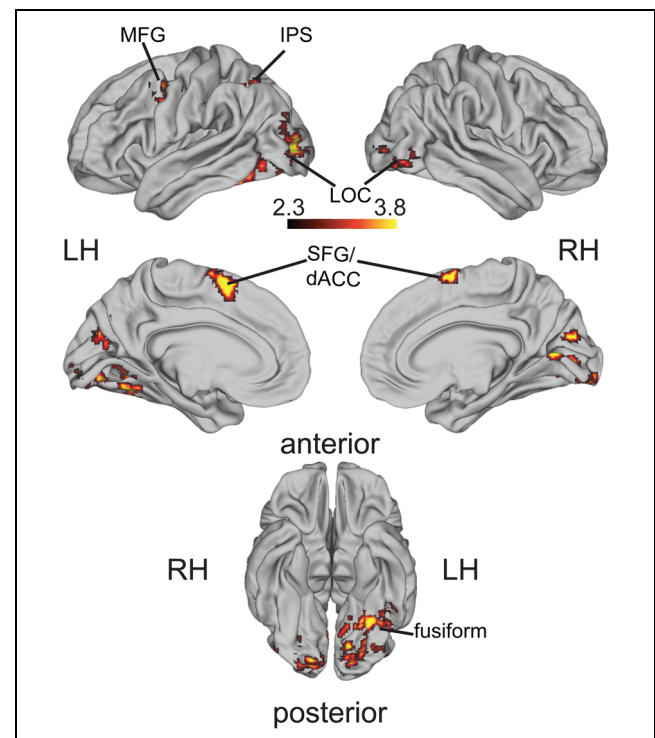 MFG
IPS
LOC
2.3
3.8
LH
SFG/
dACC
RH
anterior
RH
LH
fusiform
posterior